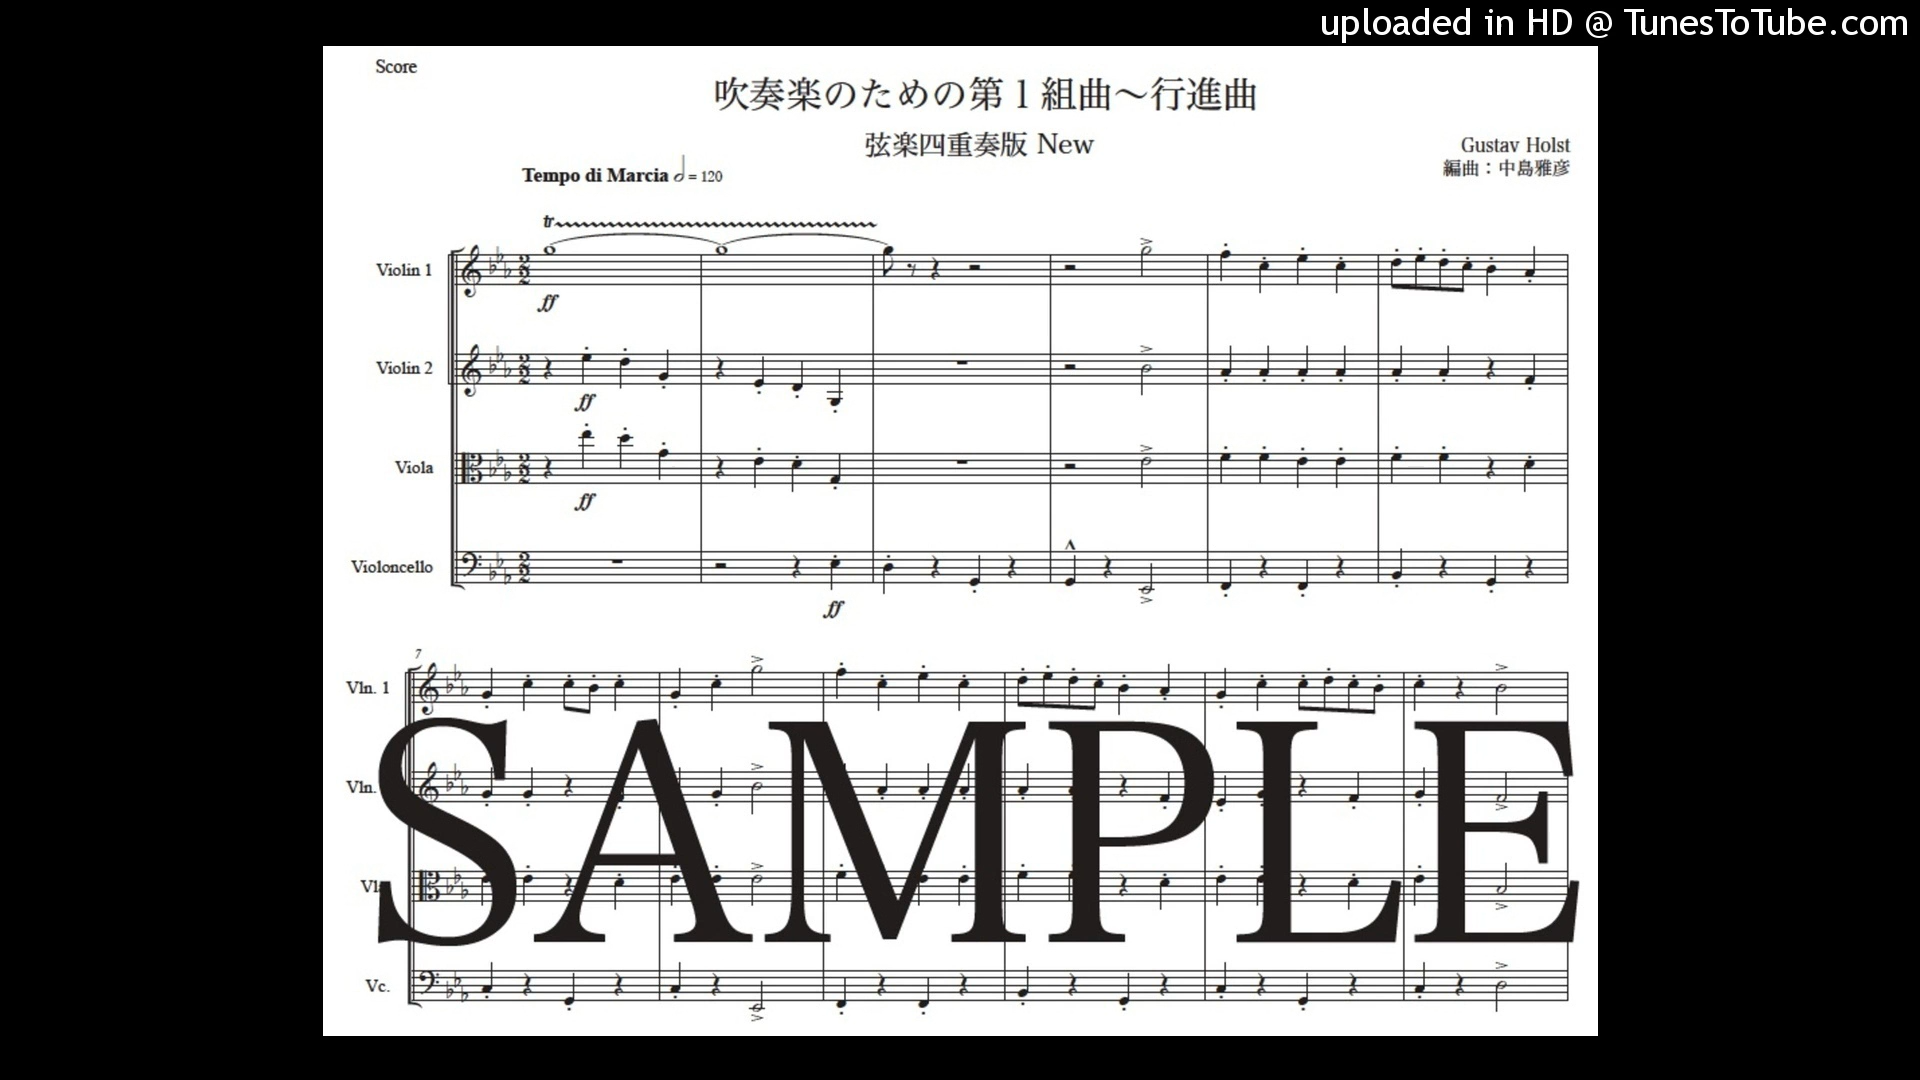 uploaded in HD @ TunesToTube.com
Score
吹奏楽のための第1組曲～行進曲
弦楽四重奏版 New
Gustav Holst
編曲：中島雅彦
Tempo di Marcia 𝅗𝅥 = 120
tr
Violin 1
ff
Violin 2
ff
Viola
ff
Violoncello
ff
7
Vln. 1
SAMPLE
Vln.
Vla
Vc.